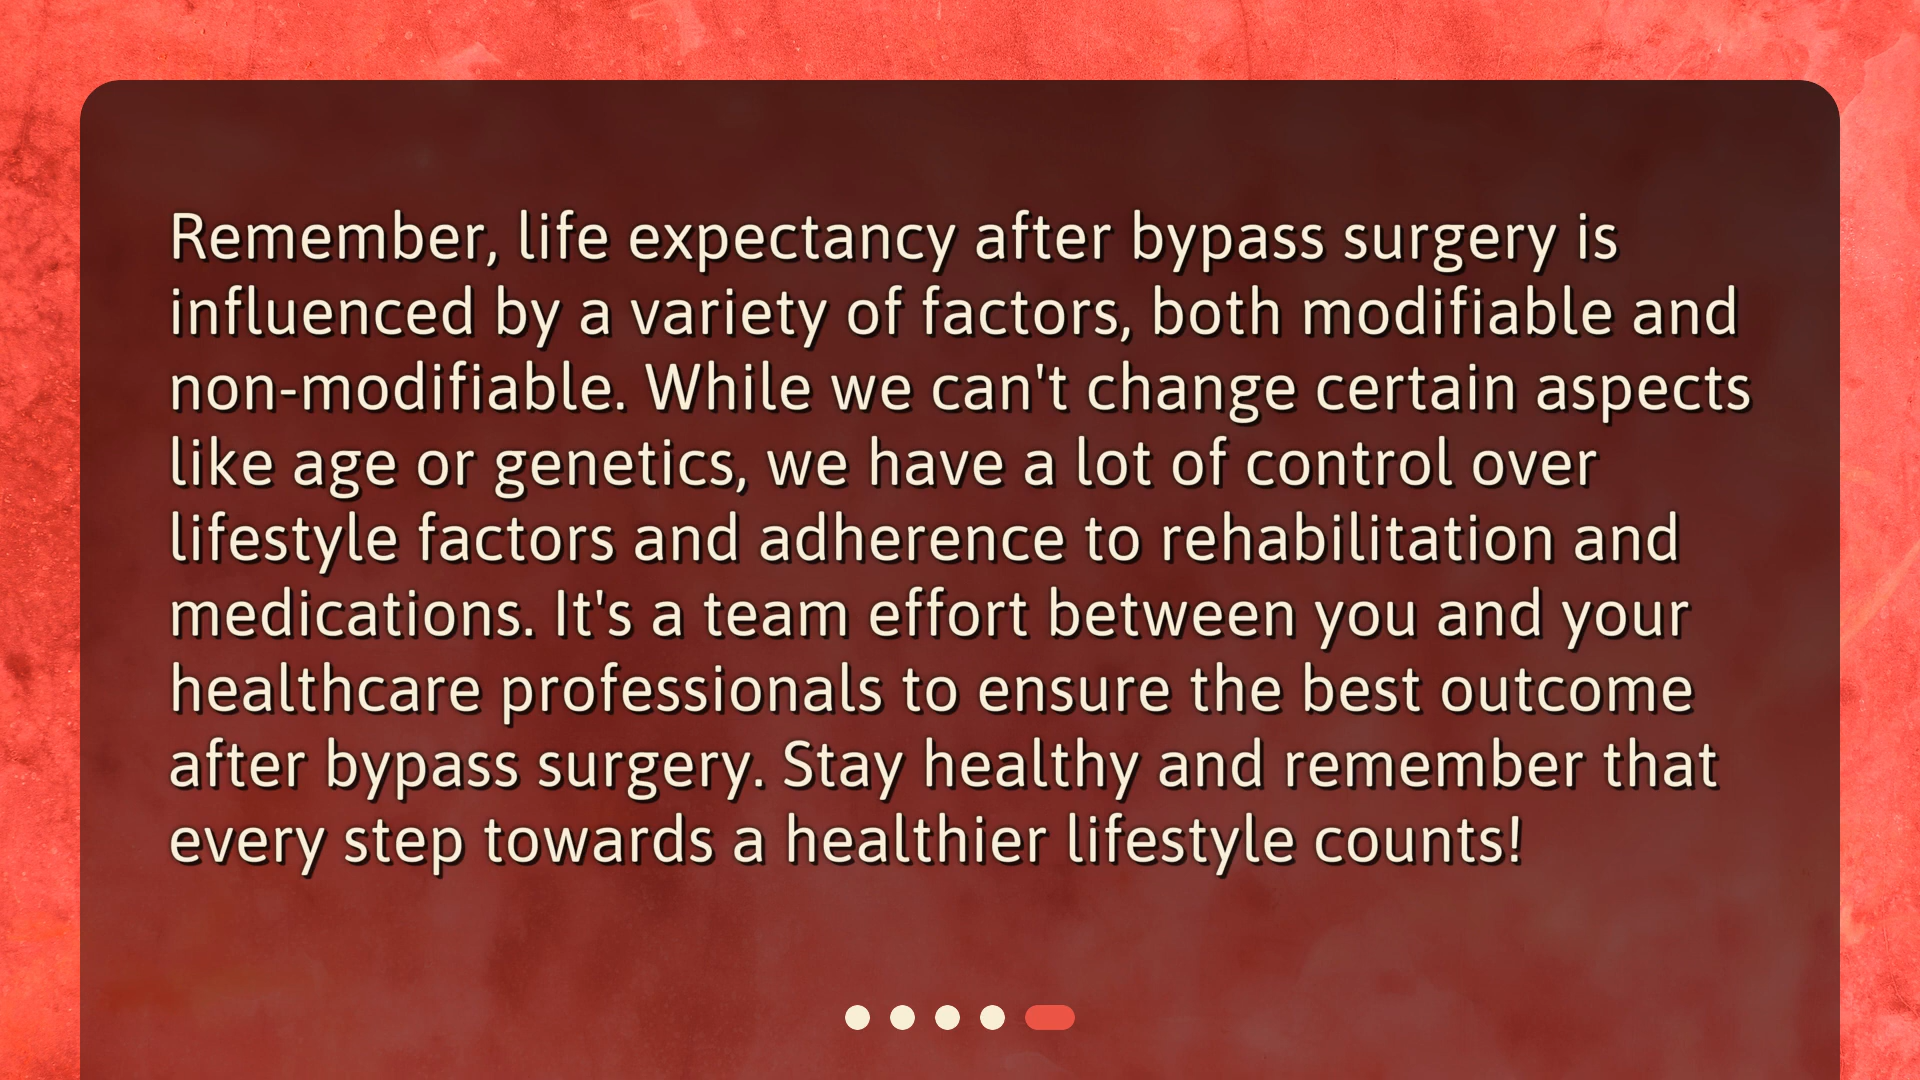 Remember, life expectancy after bypass surgery is
influenced by a variety of factors, both modifiable and
non-modifiable. While we can't change certain aspects
like age or genetics, we have a lot of control over
lifestyle factors and adherence to rehabilitation and
medications. It's a team effort between you and your
healthcare professionals to ensure the best outcome
after bypass surgery. Stay healthy and remember that
every step towards a healthier lifestyle counts!